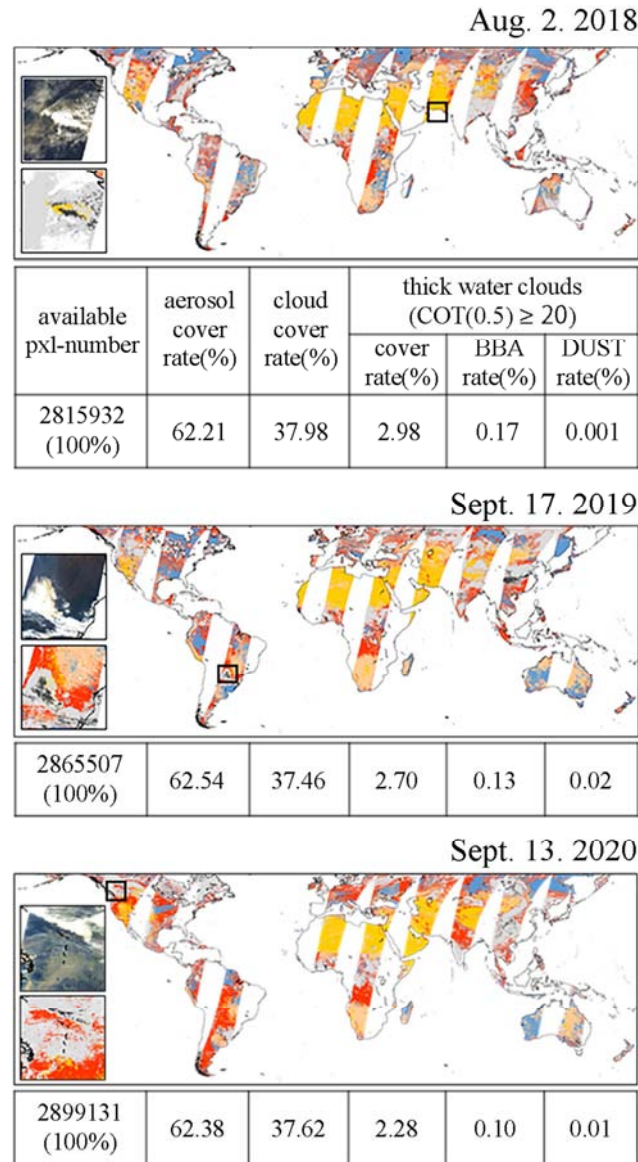 Aug. 2. 2018
available pxl-number
aerosol cover rate(%)
cloud cover rate(%)
thick water clouds (COT(0.5) ≥ 20)
cover rate(%)
BBA rate(%)
DUST rate(%)
2815932 (100%)
62.21
37.98
2.98
0.17
0.001
Sept. 17. 2019
2865507 (100%)
62.54
37.46
2.70
0.13
0.02
Sept. 13. 2020
2899131 (100%)
62.38
37.62
2.28
0.10
0.01